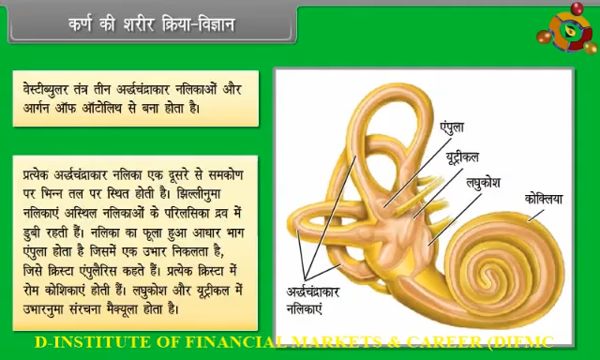 कर्ण की शरीर क्रिया-विज्ञान
वेस्टीब्युलर तंत्र तीन अर्द्धचंद्राकार नलिकाओं और
आर्गन ऑफ ऑटोलिथ से बना होता है।
प्रत्येक अर्द्धचंद्राकार नलिका एक दूसरे से समकोण
पर भिन्न तल पर स्थित होती है। झिल्लीनुमा
नलिकाएं अस्थिल नलिकाओं के परिलसिका द्रव में
डुबी रहती हैं। नलिका का फूला हुआ आधार भाग
एंपुला होता है जिसमें एक उभार निकलता है,
जिसे क्रिस्टा एंपुलैरिस कहते हैं। प्रत्येक क्रिस्टा में
रोम कोशिकाएं होती हैं। लघुकोश और यूट्रीकल में
उभारनुमा संरचना मैक्यूला होता है।
एंपुला
यूट्रीकल
लघुकोश
कोक्लिया
अर्द्धचंद्राकार
नलिकाएं
D-INSTITUTE OF FINANCIAL MARKETS & CAREER (DIFMC